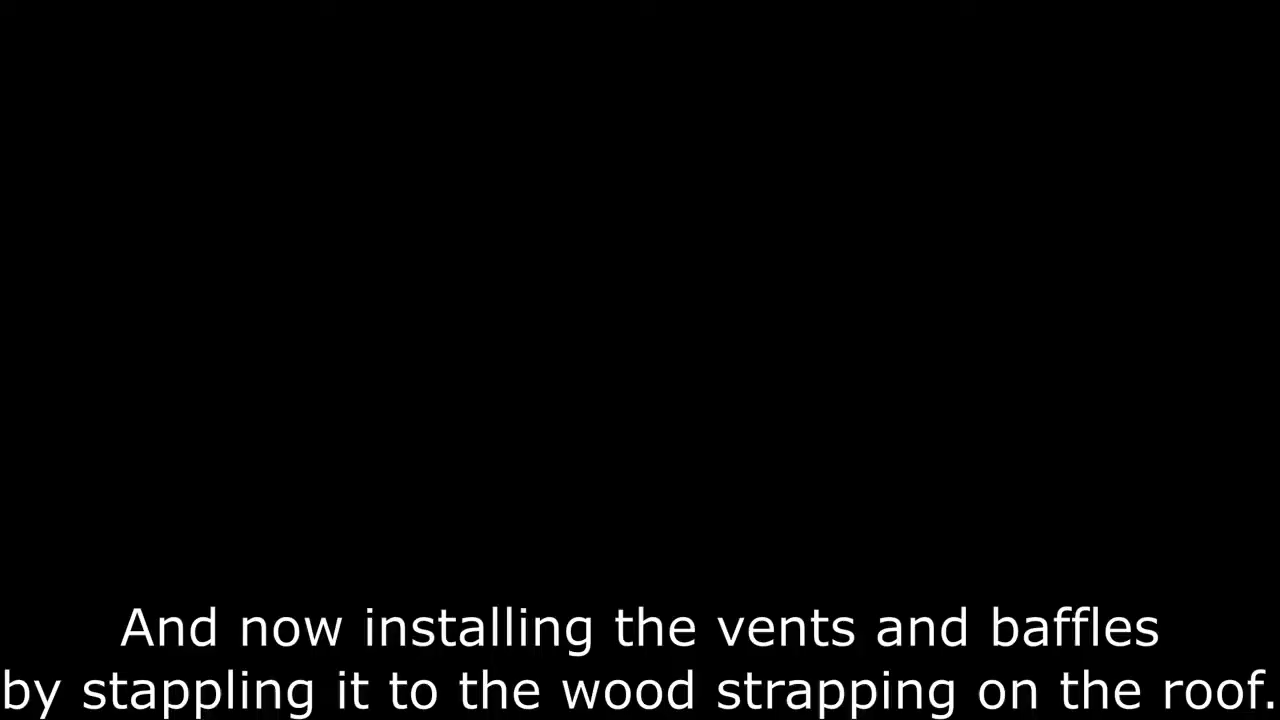 And now installing the vents and baffles
by stappling it to the wood strapping on the roof.